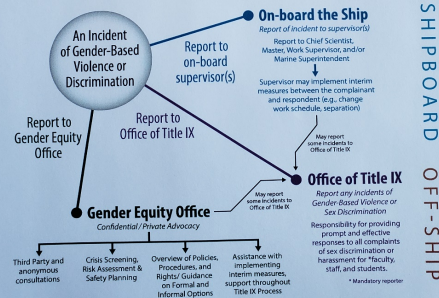 An Incident
of Gender-Based
Violence or
Discrimination
Report to
on-board
supervisor(s)
On-board the Ship
Report of incident to supervisor(s)
Report to Chief Scientist,
Master, Work Supervisor, and/or
Marine Superintendent
Supervisor may implement interim
measures between the complainant
and respondent (e.g., change
work schedule, separation)
SHIPBOARD
OFF-SHIP
Report to
Gender Equity
Office
Report to
Office of Title IX
May report
some incidents to
Office of Title IX
Office of Title IX
Report any incidents of
Gender-Based Violence or
Sex Discrimination
Responsibility for providing
prompt and effective
responses to all complaints
of sex discrimination or
harassment for *faculty,
staff, and students.
* Mandatory reporter
May report
some incidents to
Office of Title IX
Gender Equity Office
Confidential / Private Advocacy
Third Party and
anonymous
consultations
Crisis Screening,
Risk Assessment &
Safety Planning
Overview of Policies,
Procedures, and
Rights/ Guidance
on Formal and
Informal Options
Assistance with
implementing
interim measures,
support throughout
Title IX Process